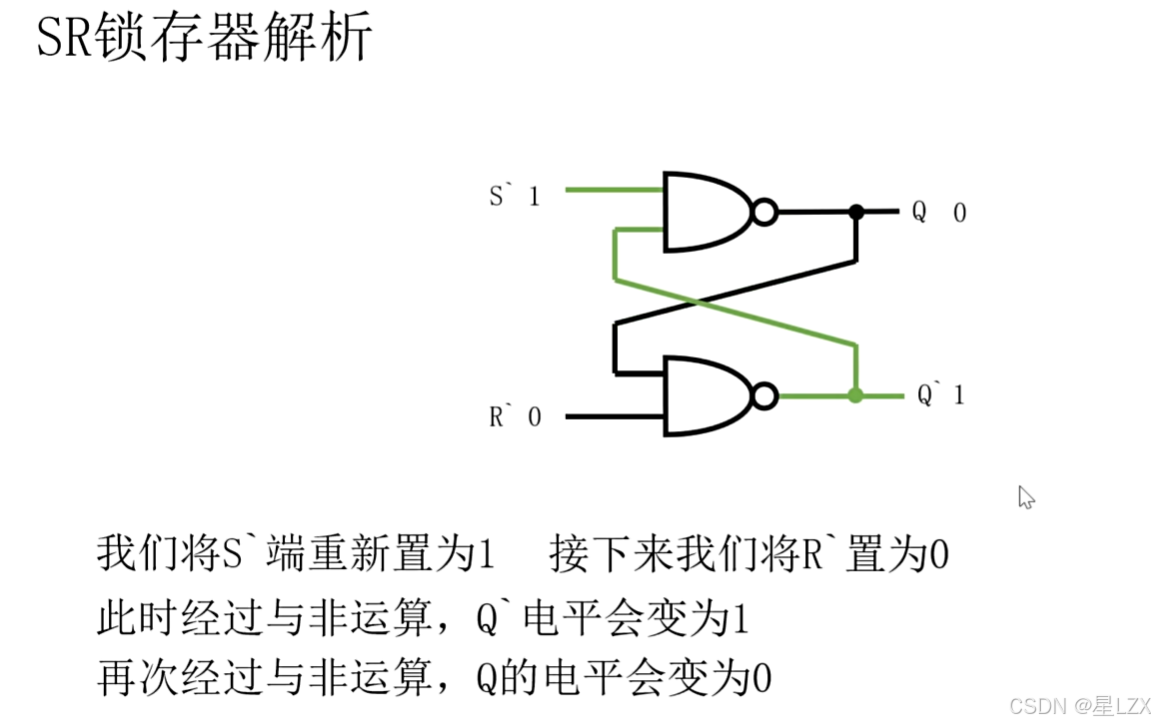 SR锁存器解析
S` 1
Q 0
R` 0
Q` 1
我们将S`端重新置为1 接下来我们将R`置为0
此时经过与非运算，Q`电平会变为1
再次经过与非运算，Q的电平会变为0
CSDN @星LZX